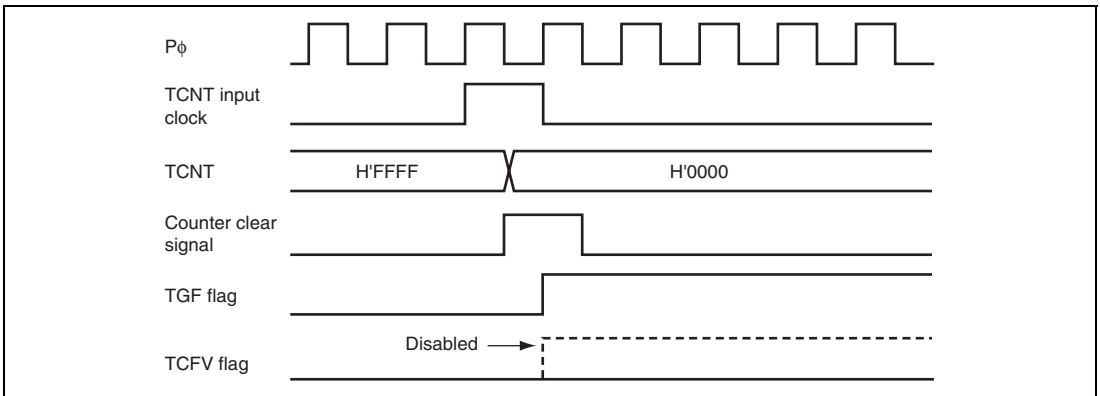 Pϕ
TCNT input
clock
TCNT
H'FFFF
H'0000
Counter clear
signal
TGF flag
Disabled
TCFV flag